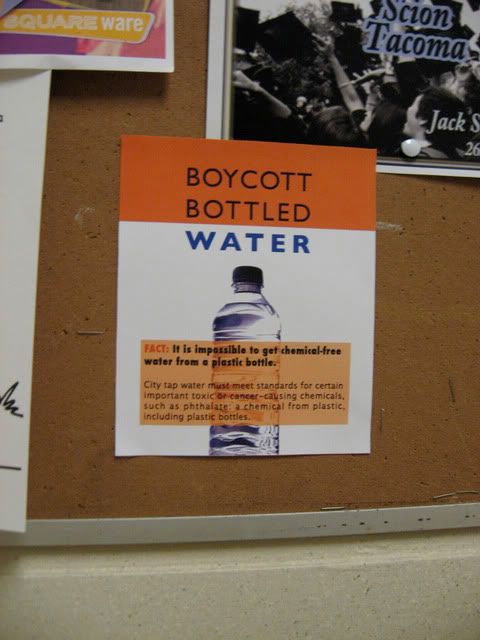 SQUARE ware
Scion
Tacoma
Jack S
26
BOYCOTT
BOTTLED
WATER
FACT: It is impossible to get chemical-free
water from a plastic bottle.
City tap water must meet standards for certain
important toxic or cancer-causing chemicals,
such as phthalate: a chemical from plastic,
including plastic bottles.